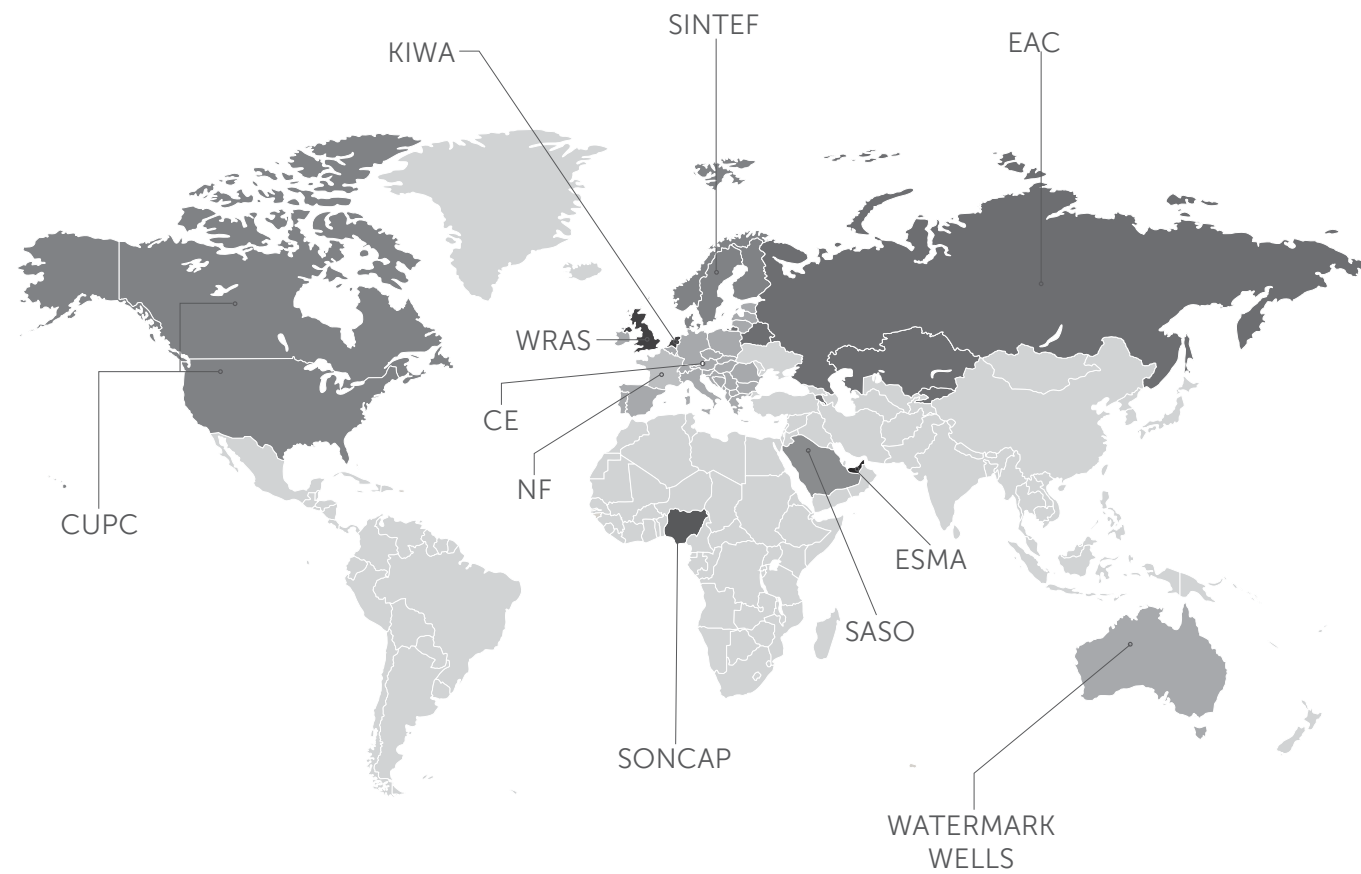 SINTEF
EAC
KIWA
WRAS
CE
NF
CUPC
ESMA
SASO
SONCAP
WATERMARK
WELLS